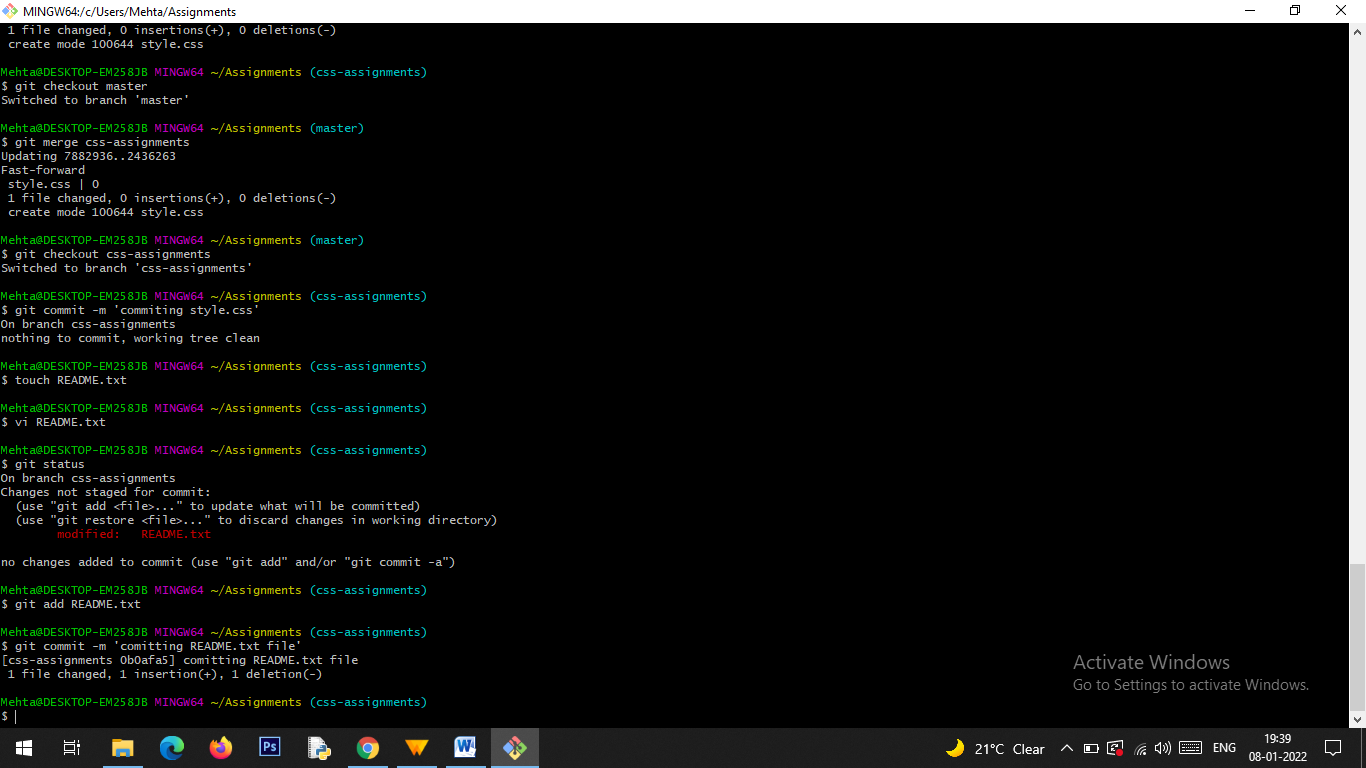 MINGW64:/c/Users/Mehta/Assignments
 1 file changed, 0 insertions(+), 0 deletions(-)
 create mode 100644 style.css
Mehta@DESKTOP-EM258JB MINGW64 ~/Assignments (css-assignments)
$ git checkout master
Switched to branch 'master'
Mehta@DESKTOP-EM258JB MINGW64 ~/Assignments (master)
$ git merge css-assignments
Updating 7882936..2436263
Fast-forward
 style.css | 0
 1 file changed, 0 insertions(+), 0 deletions(-)
 create mode 100644 style.css
Mehta@DESKTOP-EM258JB MINGW64 ~/Assignments (master)
$ git checkout css-assignments
Switched to branch 'css-assignments'
Mehta@DESKTOP-EM258JB MINGW64 ~/Assignments (css-assignments)
$ git commit -m 'commiting style.css'
On branch css-assignments
nothing to commit, working tree clean
Mehta@DESKTOP-EM258JB MINGW64 ~/Assignments (css-assignments)
$ touch README.txt
Mehta@DESKTOP-EM258JB MINGW64 ~/Assignments (css-assignments)
$ vi README.txt
Mehta@DESKTOP-EM258JB MINGW64 ~/Assignments (css-assignments)
$ git status
On branch css-assignments
Changes not staged for commit:
  (use "git add <file>..." to update what will be committed)
  (use "git restore <file>..." to discard changes in working directory)
        modified:   README.txt
no changes added to commit (use "git add" and/or "git commit -a")
Mehta@DESKTOP-EM258JB MINGW64 ~/Assignments (css-assignments)
$ git add README.txt
Mehta@DESKTOP-EM258JB MINGW64 ~/Assignments (css-assignments)
$ git commit -m 'comitting README.txt file'
[css-assignments 0b0afa5] comitting README.txt file
 1 file changed, 1 insertion(+), 1 deletion(-)
Mehta@DESKTOP-EM258JB MINGW64 ~/Assignments (css-assignments)
$
Activate Windows
Go to Settings to activate Windows.
Ps
W
21°C Clear
ENG
19:39
08-01-2022